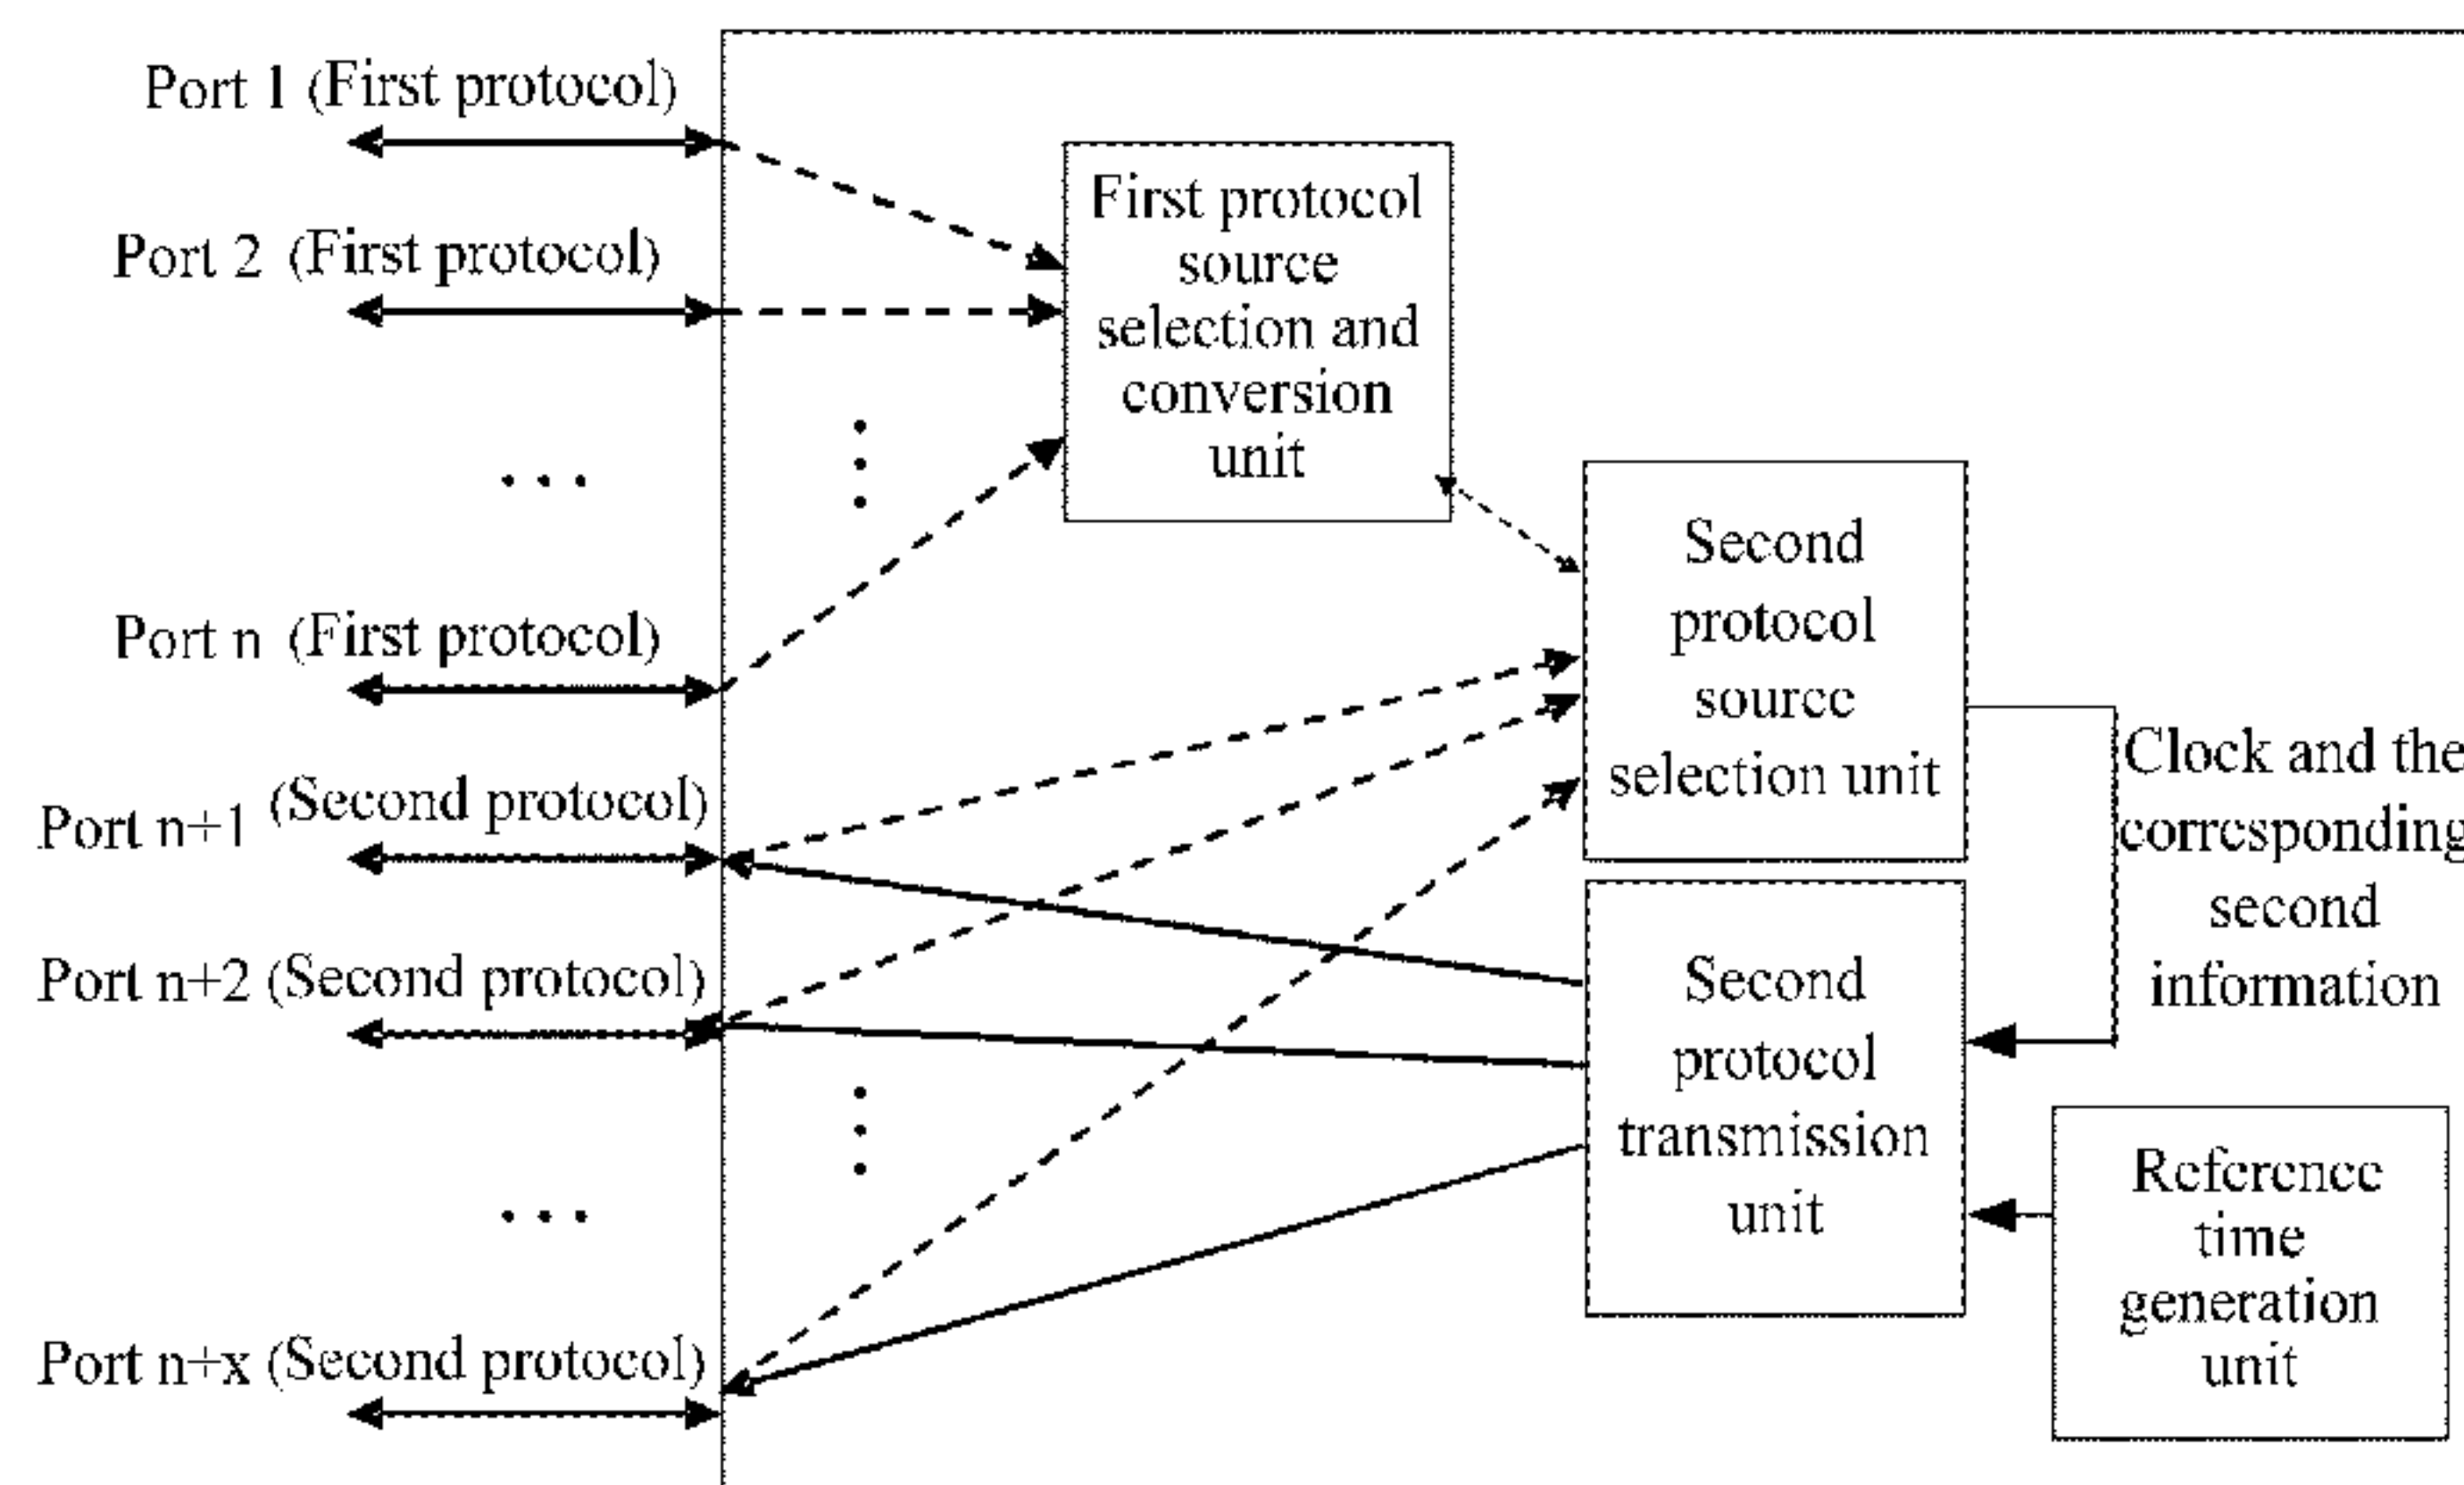 Port 1 (First protocol)
Port 2 (First protocol)
...
Port n (First protocol)
Port n+1 (Second protocol)
Port n+2 (Second protocol)
...
Port n+x (Second protocol)
First protocol
source
selection and
conversion
unit
Second
protocol
source
selection unit
Clock and the
corresponding
second
information
Second
protocol
transmission
unit
Reference
time
generation
unit